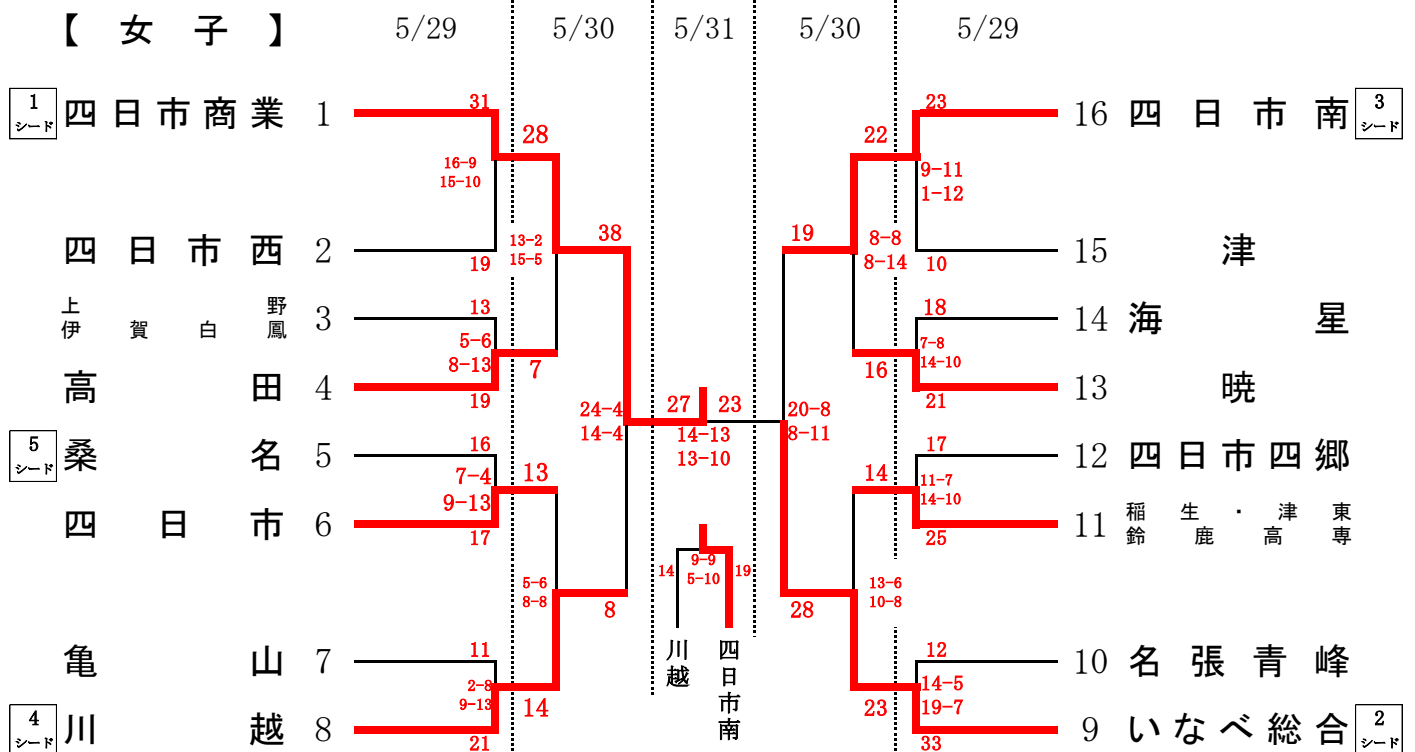 【 女 子 】 5/29 5/30 5/31 5/30 5/29
1 シード 四日市商業 1 31
28
16-9
15-10
四日市西 2 19
13-2
15-5
38
上野
伊賀白鳳 3 13
5-6
8-13
7
高田 4 19
24-4
14-4
5 シード 桑名 5 16
7-4
9-13
13
四日市 6 17
5-6
8-8
8
亀山 7 11
2-8
9-13
14
4 シード 川越 8 21
27 23
14-13
13-10
14 9-9 19
5-10
川越 四日市南
23 16 四日市南 3 シード
22
9-11
1-12
10 15 津
19
8-8
8-14
18 14 海星
7-8
14-10
16
21 13 暁
20-8
8-11
17 12 四日市四郷
14
11-7
14-10
25 11 稲生・津東
鈴鹿高専
13-6
10-8
28
12 10 名張青峰
14-5
19-7
23
33 9 いなべ総合 2 シード